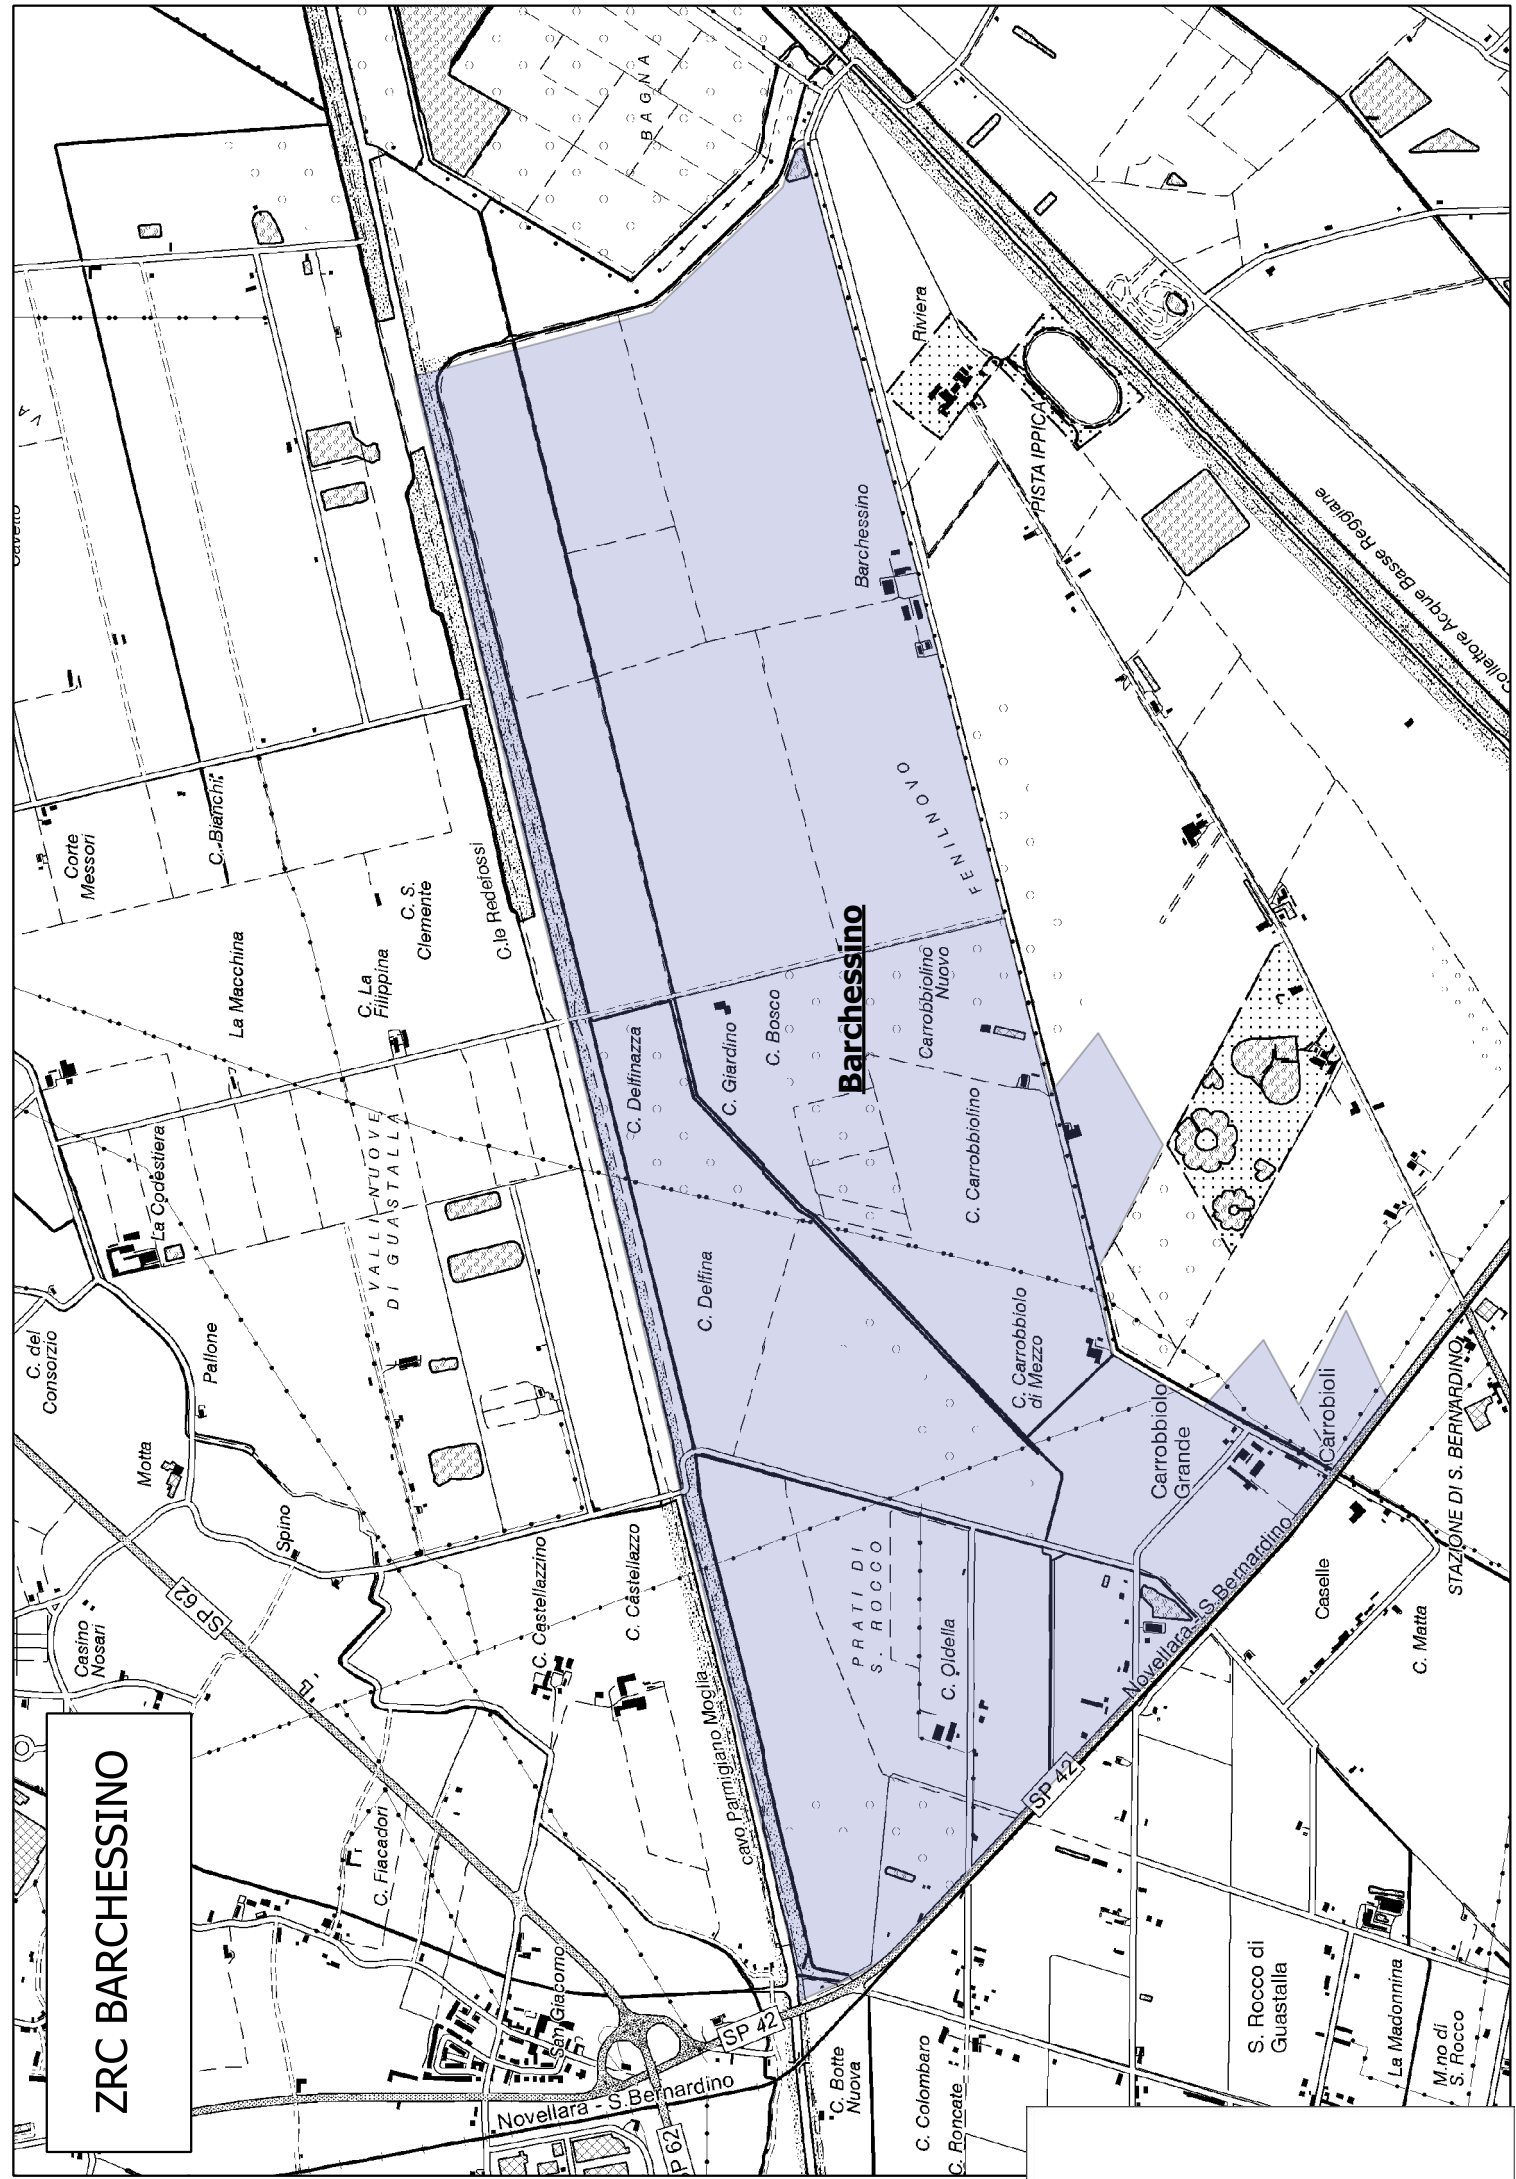 ZRC BARCHESSINO
BAGNA
Riviera
PISTA IPPICA
Collettore Acque Basse Reggiane
Barchessino
FENILNOVO
Barchessino
C. Bianchi
Corte
Messori
C. S.
Clemente
C.le Redefossi
La Macchina
C. La
Filippina
VALLI NUOVE
DI GUASTALLA
La Codestiera
C. Delfinazza
C. Giardino
C. Bosco
Carrobbiolino
Nuovo
C. Carrobbiolino
C. Delfina
C. Carrobbiolo
di Mezzo
Carrobbiolo
Grande
Carrobioli
STAZIONE DI S. BERNARDINO
C. del
Consorzio
Pallone
Motta
Spino
SP 62
Casino
Nosari
C. Castellazzino
C. Castellazzo
PRATI DI
S. ROCCO
C. Oldella
Novellara - S.Bernardino
Caselle
C. Matta
SP 42
cavo Parmigiano Moglia
C. Fiacadori
San Giacomo
SP 42
Novellara - S.Bernardino
SP 62
C. Botte
Nuova
C. Colombaro
C. Roncate
S. Rocco di
Guastalla
La Madonnina
M.no di
S. Rocco